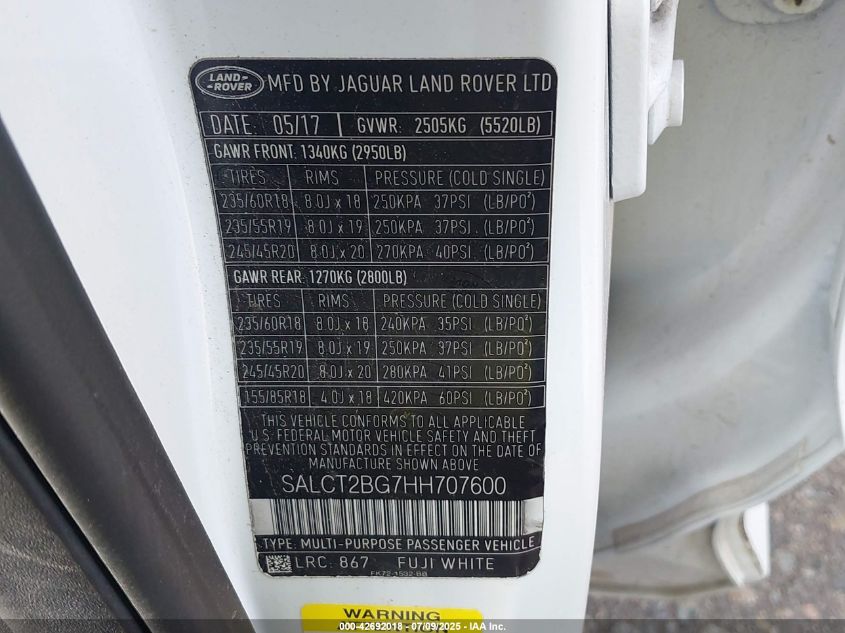 LAND-
-ROVER
MFD BY JAGUAR LAND ROVER LTD
DATE: 05/17 GVWR: 2505KG (5520LB)
GAWR FRONT: 1340KG (2950LB)
TIRES RIMS PRESSURE (COLD SINGLE)
235/60R18 8.0J x 18 250KPA 37PSI (LB/PO²)
235/55R19 8.0J x 19 250KPA 37PSI (LB/PO²)
245/45R20 8.0J x 20 270KPA 40PSI (LB/PO²)
GAWR REAR: 1270KG (2800LB)
TIRES RIMS PRESSURE (COLD SINGLE)
235/60R18 8.0J x 18 240KPA 35PSI (LB/PO²)
235/55R19 8.0J x 19 250KPA 37PSI (LB/PO²)
245/45R20 8.0J x 20 280KPA 41PSI (LB/PO²)
155/85R18 4.0J x 18 420KPA 60PSI (LB/PO²)
THIS VEHICLE CONFORMS TO ALL APPLICABLE
U.S. FEDERAL MOTOR VEHICLE SAFETY AND THEFT
PREVENTION STANDARDS IN EFFECT ON THE DATE
OF MANUFACTURE SHOWN ABOVE
SALCT2BG7HH707600
TYPE: MULTI-PURPOSE PASSENGER VEHICLE
LRC: 867 FUJI WHITE
FK72-1532-BB
WARNING
000-42692018 - 07/09/2025 - IAA, Inc.